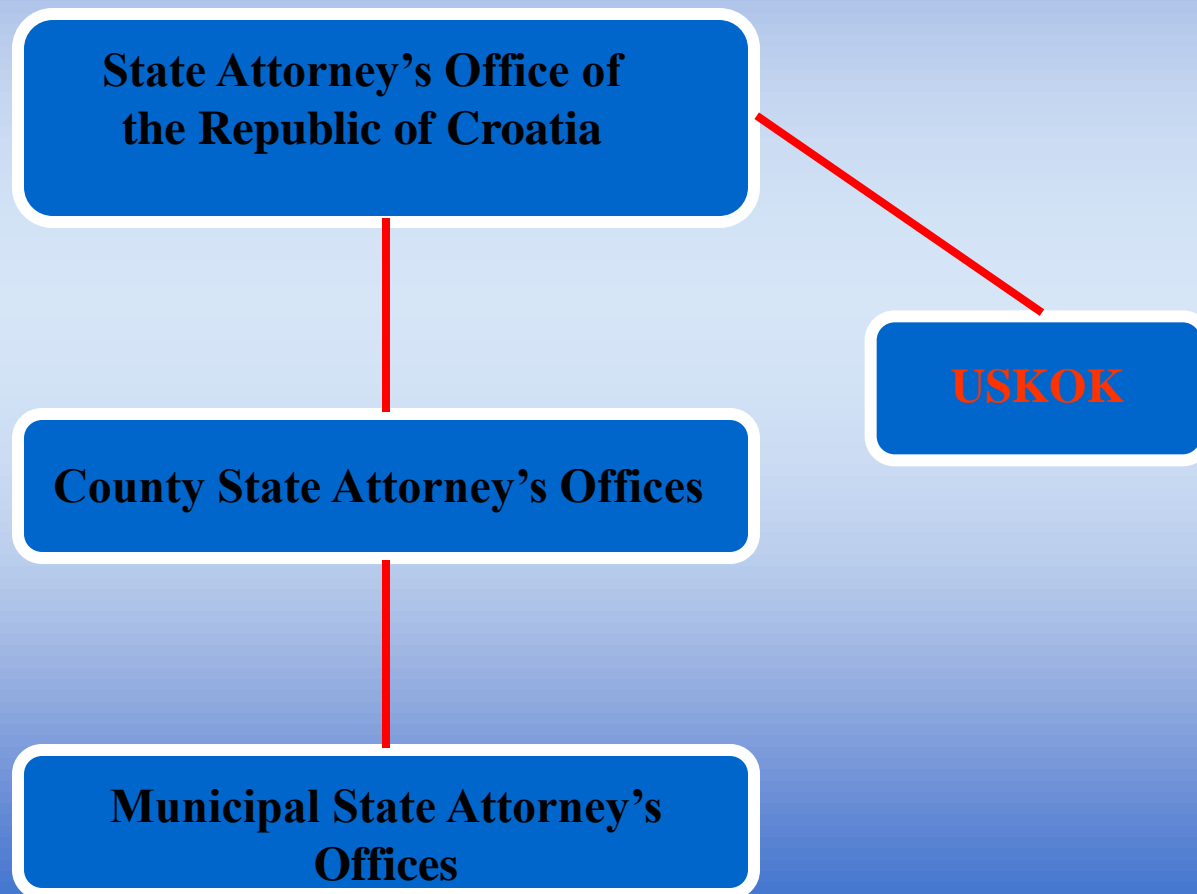 State Attorney’s Office of
the Republic of Croatia
USKOK
County State Attorney’s Offices
Municipal State Attorney’s
Offices